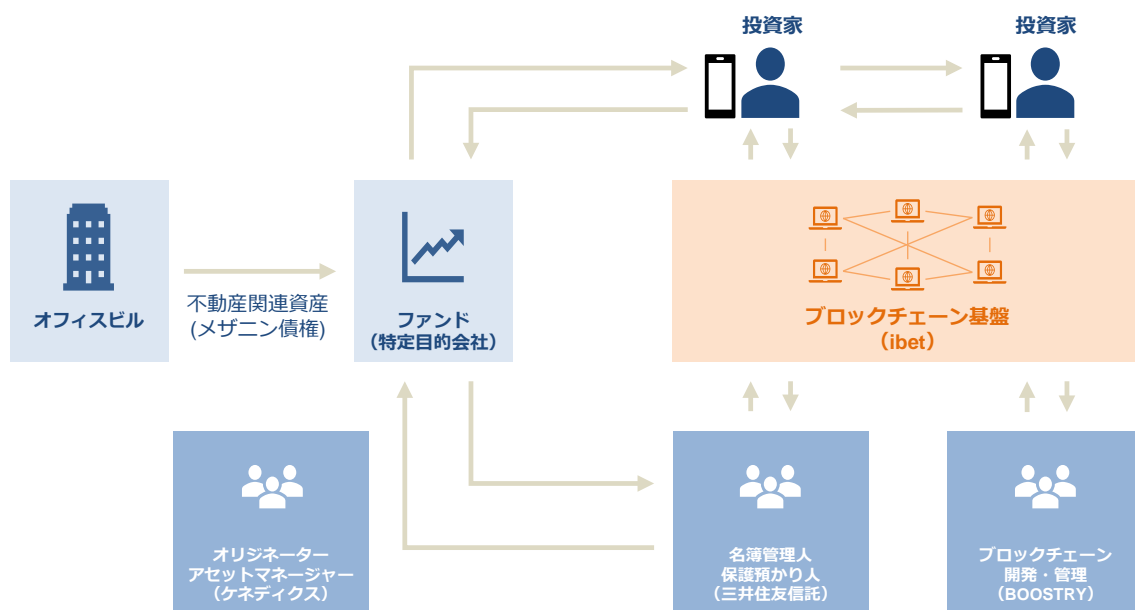 投資家
投資家
オフィスビル
不動産関連資産
(メザニン債権)
ファンド
（特定目的会社）
ブロックチェーン基盤
（ibet）
オリジネーター
アセットマネージャー
（ケネディクス）
名簿管理人
保護預かり人
（三井住友信託）
ブロックチェーン
開発・管理
（BOOSTRY）